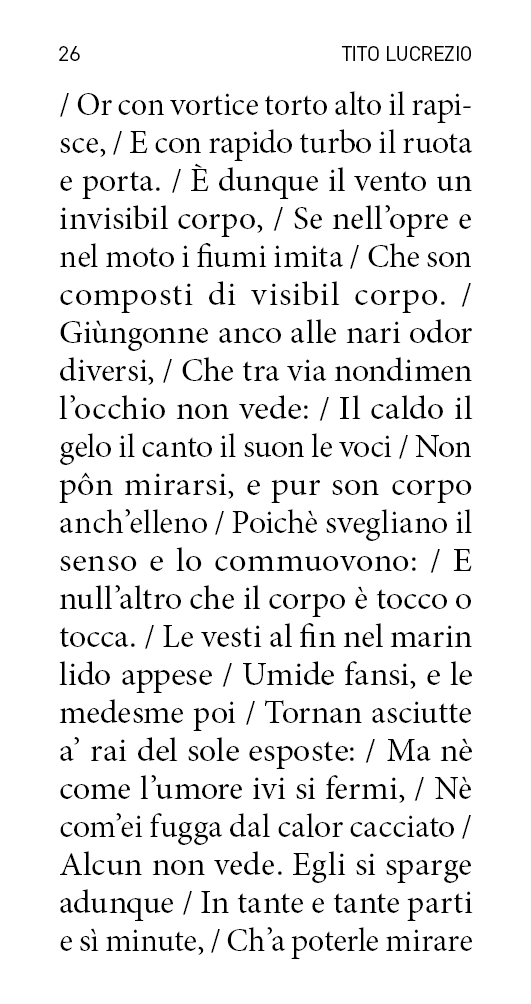 26 TITO LUCREZIO
/ Or con vortice torto alto il rapi-
sce, / E con rapido turbo il ruota
e porta. / È dunque il vento un
invisibil corpo, / Se nell’opre e
nel moto i fiumi imita / Che son
composti di visibil corpo. /
Giùngonne anco alle nari odor
diversi, / Che tra via nondimen
l’occhio non vede: / Il caldo il
gelo il canto il suon le voci / Non
pôn mirarsi, e pur son corpo
anch’elleno / Poichè svegliano il
senso e lo commuovono: / E
null’altro che il corpo è tocco o
tocca. / Le vesti al fin nel marin
lido appese / Umide fansi, e le
medesme poi / Tornan asciutte
a’ rai del sole esposte: / Ma nè
come l’umore ivi si fermi, / Nè
com’ei fugga dal calor cacciato /
Alcun non vede. Egli si sparge
adunque / In tante e tante parti
e sì minute, / Ch’a poterle mirare